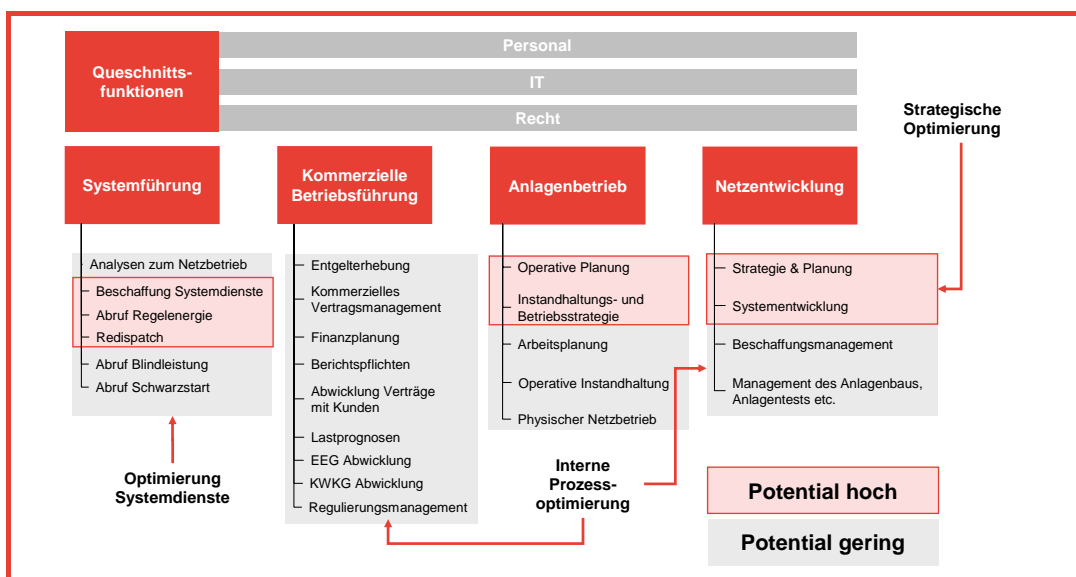 Queschnitts-
funktionen
Personal
IT
Recht
Strategische
Optimierung
Systemführung
Kommerzielle
Betriebsführung
Anlagenbetrieb
Netzentwicklung
Analysen zum Netzbetrieb
Beschaffung Systemdienste
Abruf Regelenergie
Redispatch
Abruf Blindleistung
Abruf Schwarzstart
Entgelterhebung
Kommerzielles
Vertragsmanagement
Finanzplanung
Berichtspflichten
Abwicklung Verträge
mit Kunden
Lastprognosen
EEG Abwicklung
KWKG Abwicklung
Regulierungsmanagement
Operative Planung
Instandhaltungs- und
Betriebsstrategie
Arbeitsplanung
Operative Instandhaltung
Physischer Netzbetrieb
Strategie & Planung
Systementwicklung
Beschaffungsmanagement
Management des Anlagenbaus,
Anlagentests etc.
Optimierung
Systemdienste
Interne
Prozess-
optimierung
Potential hoch
Potential gering